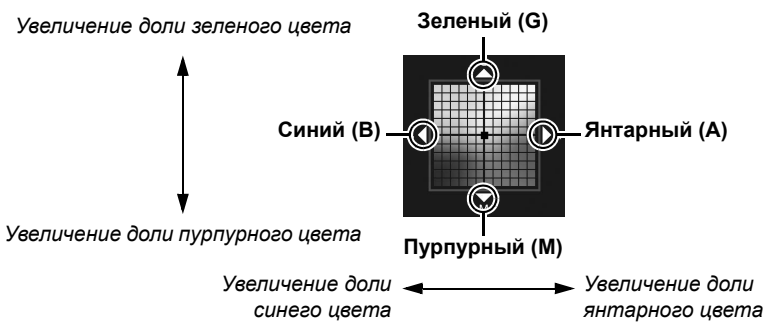 Увеличение доли зеленого цвета
Зеленый (G)
Синий (B)
Янтарный (A)
Увеличение доли пурпурного цвета
Пурпурный (M)
Увеличение доли
синего цвета
Увеличение доли
янтарного цвета